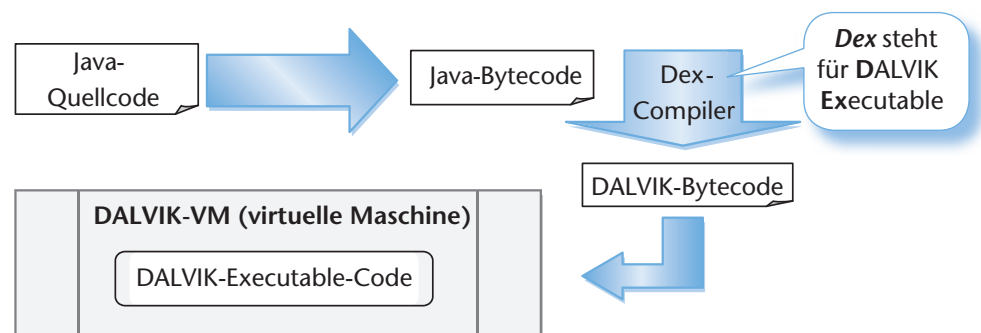 Java-
Quellcode
Java-Bytecode
Dex-
Compiler
Dex steht
für DALVIK
Executable
DALVIK-Bytecode
DALVIK-VM (virtuelle Maschine)
DALVIK-Executable-Code